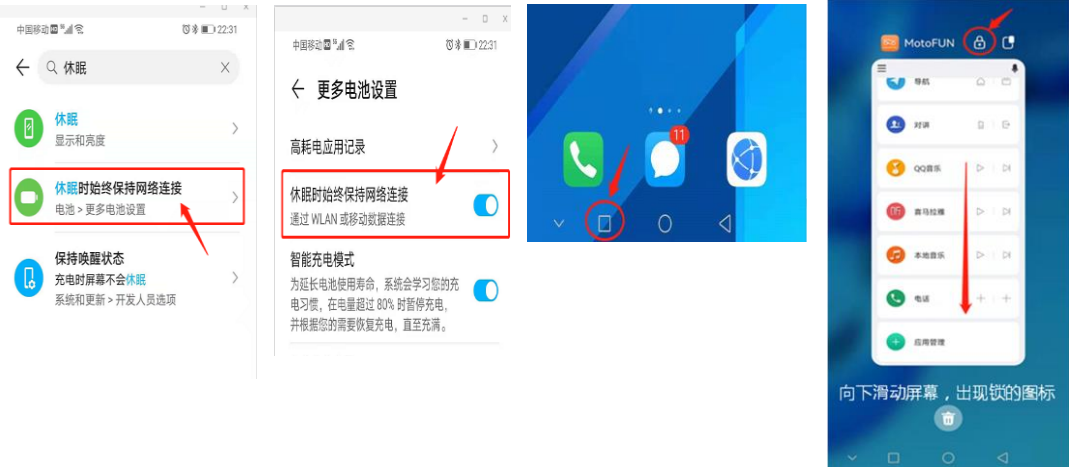 中国移动 22:31
休眠
休眠
显示和亮度
休眠时始终保持网络连接
电池 > 更多电池设置
保持唤醒状态
充电时屏幕不会休眠
系统和更新 > 开发人员选项
中国移动 22:31
更多电池设置
高耗电应用记录
休眠时始终保持网络连接
通过 WLAN 或移动数据连接
智能充电模式
为延长电池使用寿命，系统会学习您的充
电习惯，在电量超过 80% 时暂停充电，
并根据您的需要恢复充电，直至充满。
11
MotoFUN
导航
对讲
QQ音乐
喜马拉雅
本地音乐
电话
应用管理
向下滑动屏幕，出现锁的图标